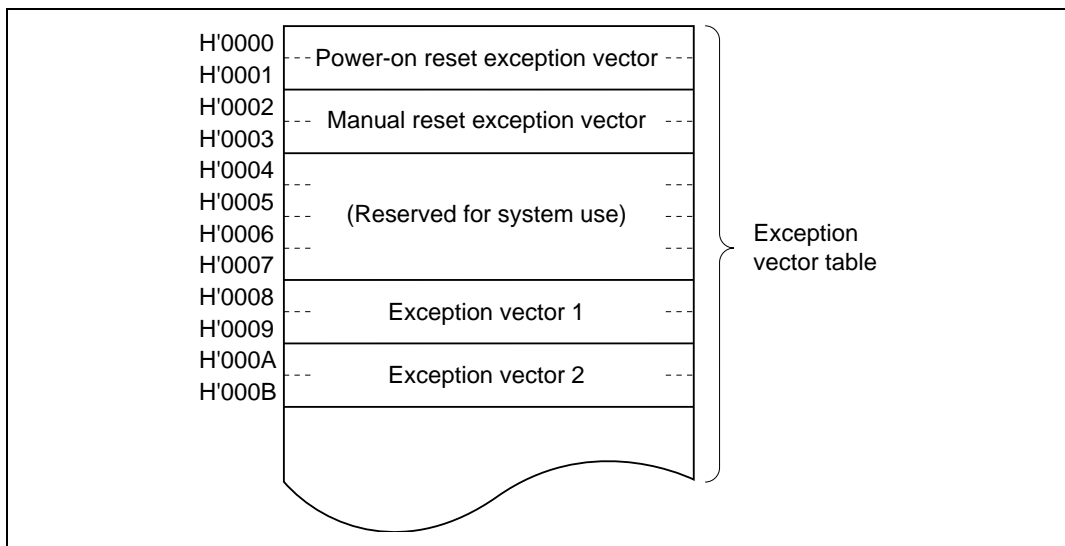 H'0000
Power-on reset exception vector
H'0001
H'0002
Manual reset exception vector
H'0003
H'0004
H'0005
(Reserved for system use)
H'0006
H'0007
H'0008
Exception vector 1
H'0009
H'000A
Exception vector 2
H'000B
Exception
vector table